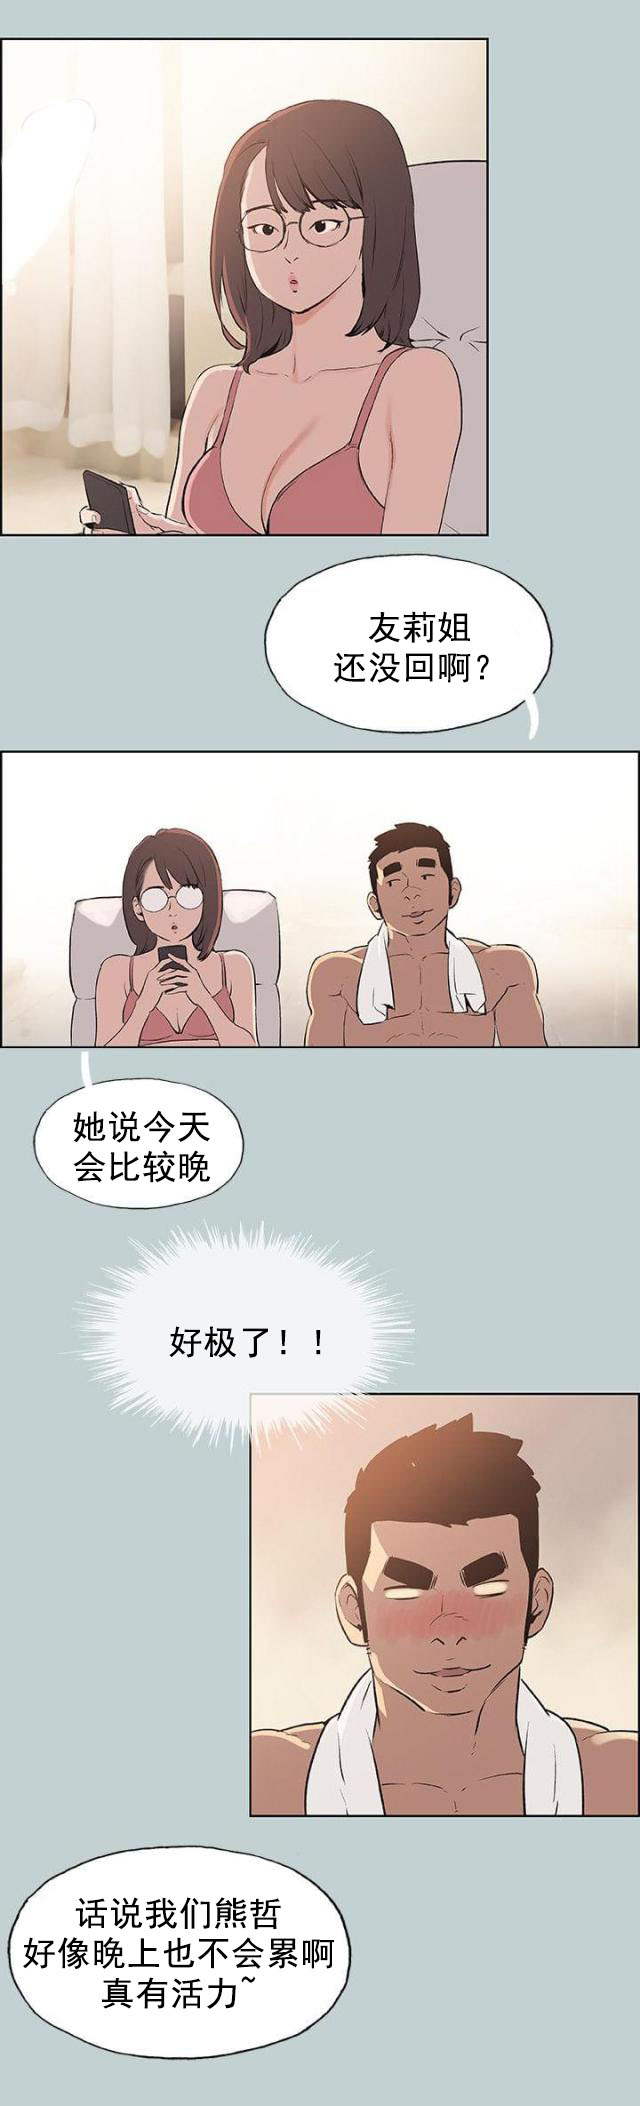 友莉姐
还没回啊？
她说今天
会比较晚
好极了！！
话说我们熊哲
好像晚上也不会累啊
真有活力~